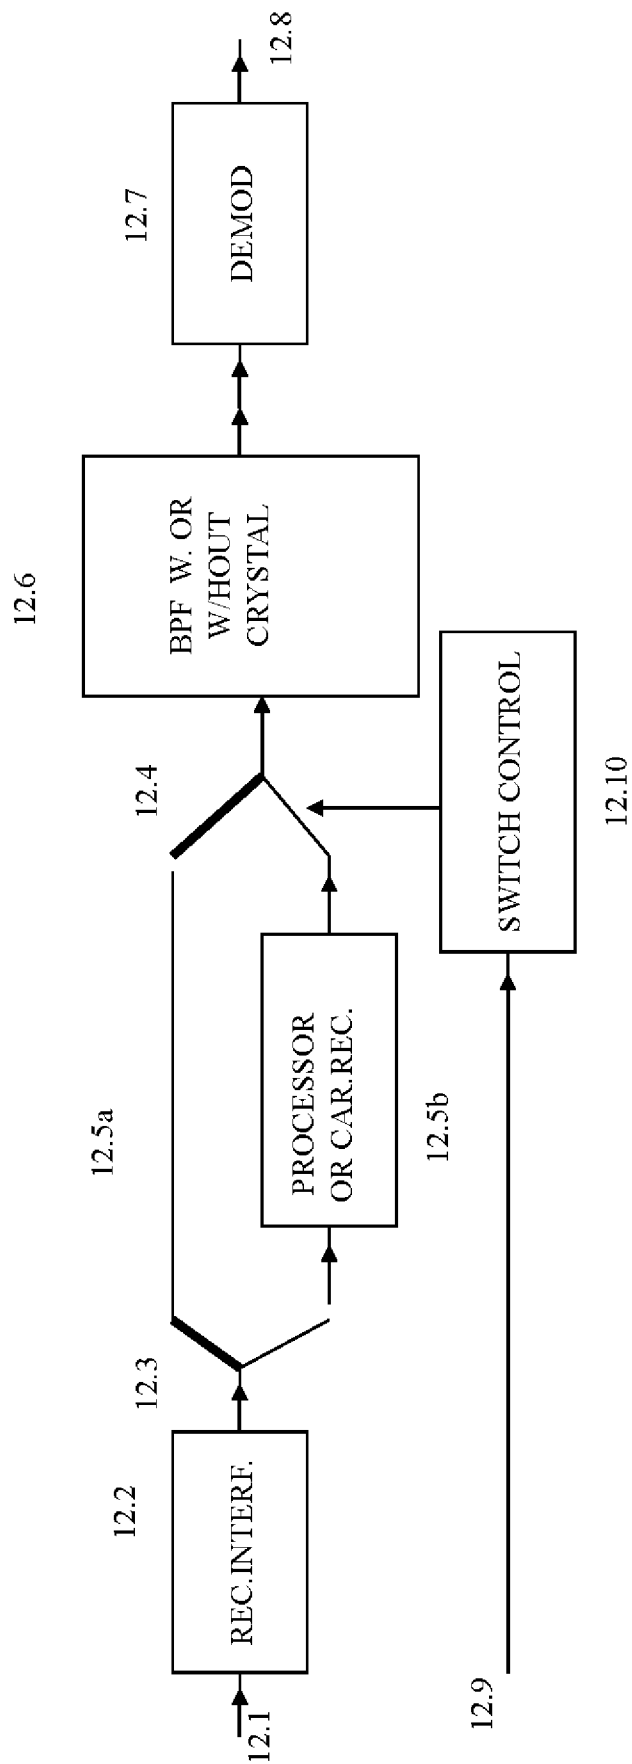 12.1
REC.INTERF.
12.2
12.3
12.5a
PROCESSOR
OR CAR.REC.
12.5b
12.4
BPF W. OR
W/HOUT
CRYSTAL
12.6
DEMOD
12.7
12.8
12.9
SWITCH CONTROL
12.10